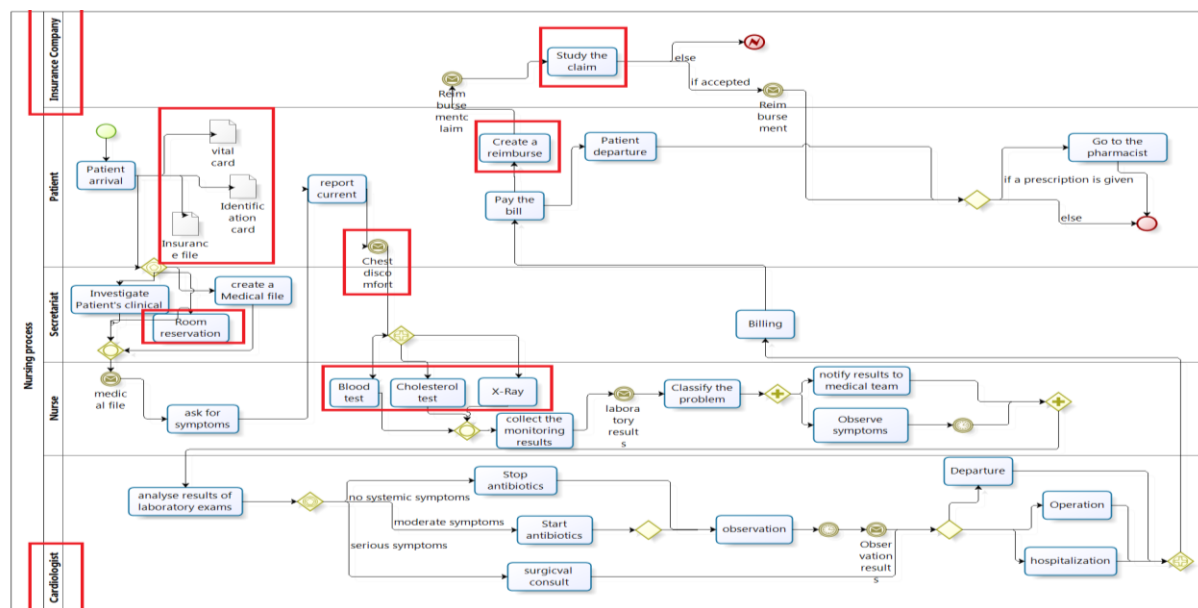 Nursing process
Insurance Company
Study the
claim
else
if accepted
Reim
burse
mentc
laim
Reim
burse
ment
Patient
Patient
arrival
vital
card
Identific
ation
card
Insuranc
e file
report
current
Chest
disco
mfort
Create a
reimburse
Patient
departure
Pay the
bill
Go to the
pharmacist
if a prescription is given
else
Secretariat
Investigate
Patient's clinical
create a
Medical file
Room
reservation
Billing
Nurse
medic
al file
ask for
symptoms
Blood
test
Cholesterol
test
X-Ray
collect the
monitoring
results
labora
tory
result
s
Classify the
problem
notify results to
medical team
Observe
symptoms
Cardiologist
analyse results of
laboratory exams
no systemic symptoms
moderate symptoms
serious symptoms
Stop
antibiotics
Start
antibiotics
surgicval
consult
observation
Obser
vation
result
s
Departure
Operation
hospitalization